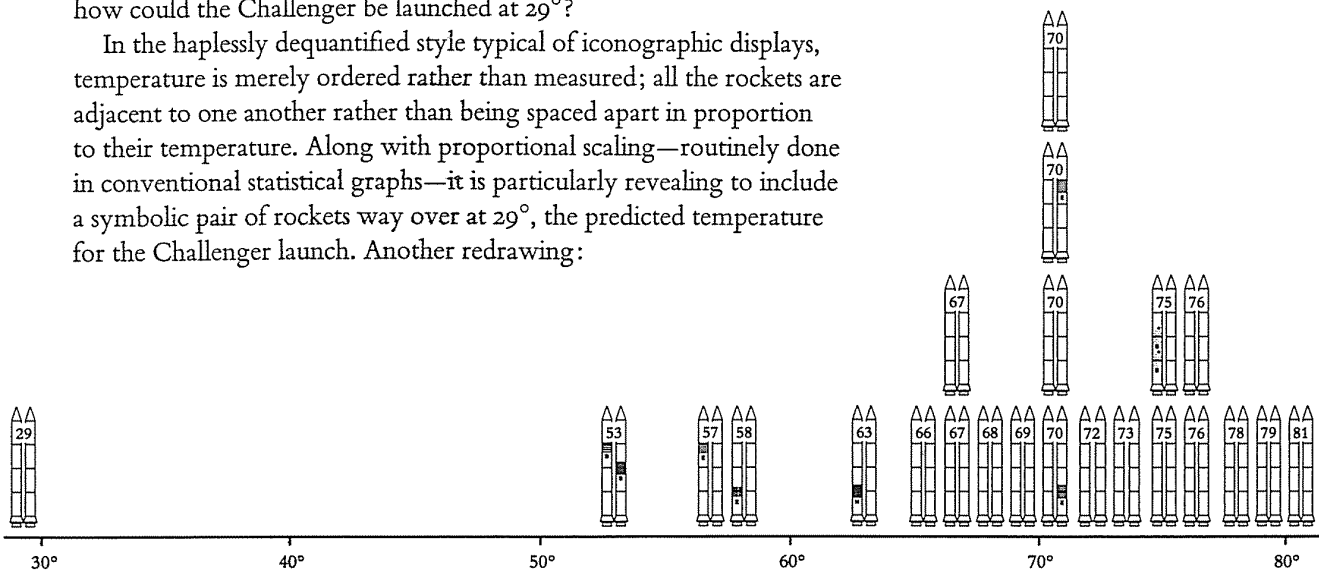 how could the Challenger be launched at 29°?
In the haplessly dequantified style typical of iconographic displays,
temperature is merely ordered rather than measured; all the rockets are
adjacent to one another rather than being spaced apart in proportion
to their temperature. Along with proportional scaling—routinely done
in conventional statistical graphs—it is particularly revealing to include
a symbolic pair of rockets way over at 29°, the predicted temperature
for the Challenger launch. Another redrawing:
70
70
67 70 75 76
29 53 57 58 63 66 67 68 69 70 72 73 75 76 78 79 81
30° 40° 50° 60° 70° 80°